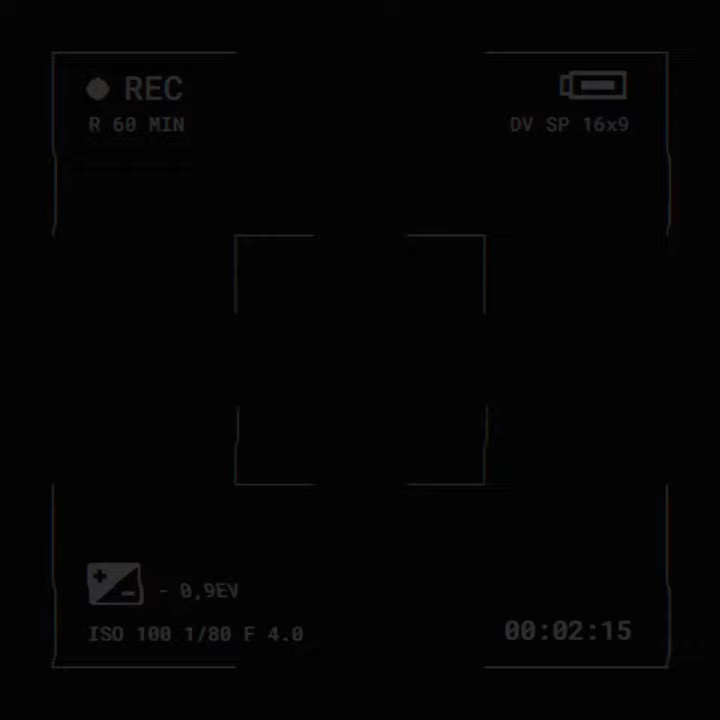 REC
R 60 MIN
DV SP 16x9
- 0,9EV
ISO 100 1/80 F 4.0
00:02:15